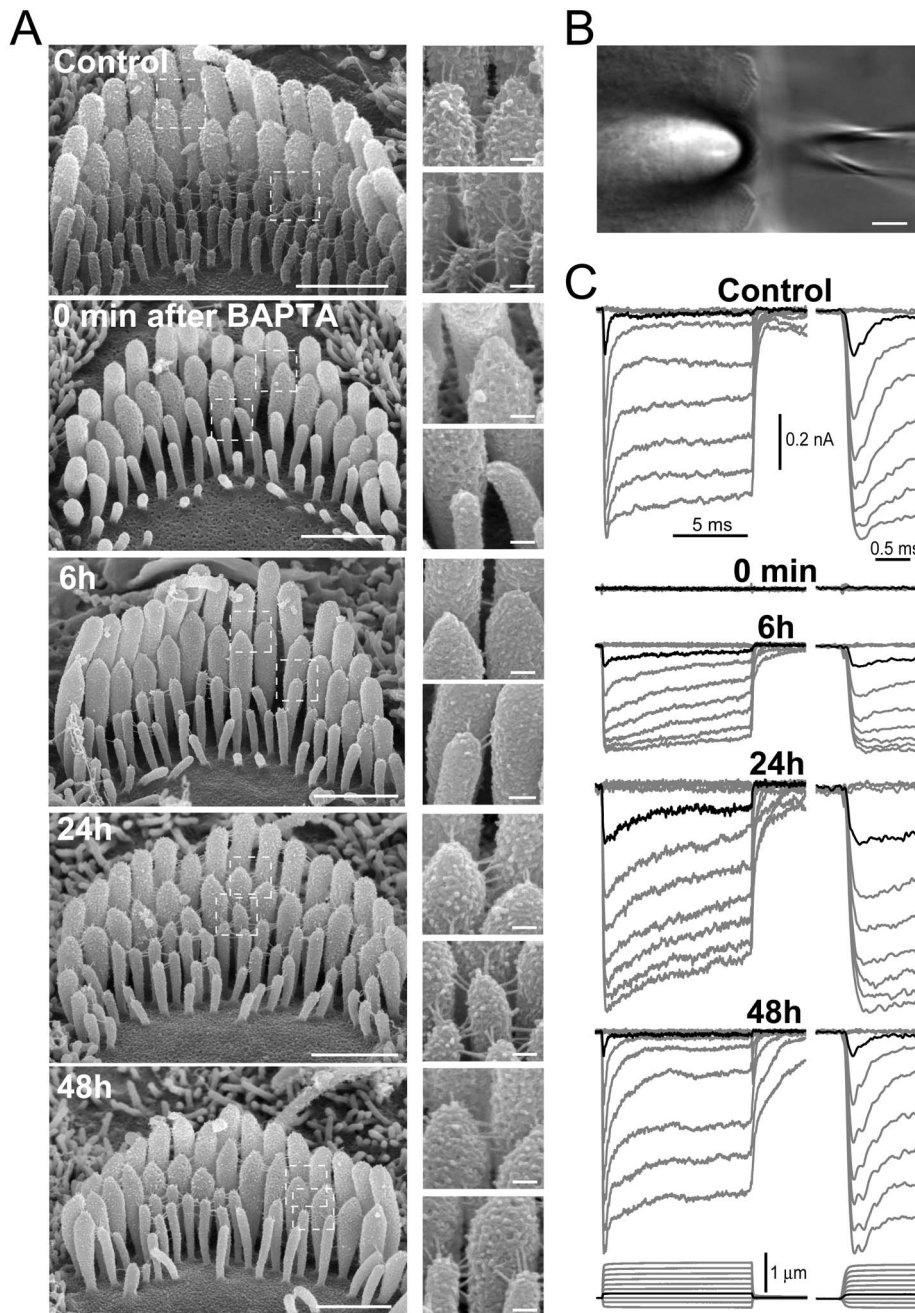 A
Control
0 min after BAPTA
6h
24h
48h
B
C
Control
0.2 nA
5 ms
0.5 ms
0 min
6h
24h
48h
1 μm